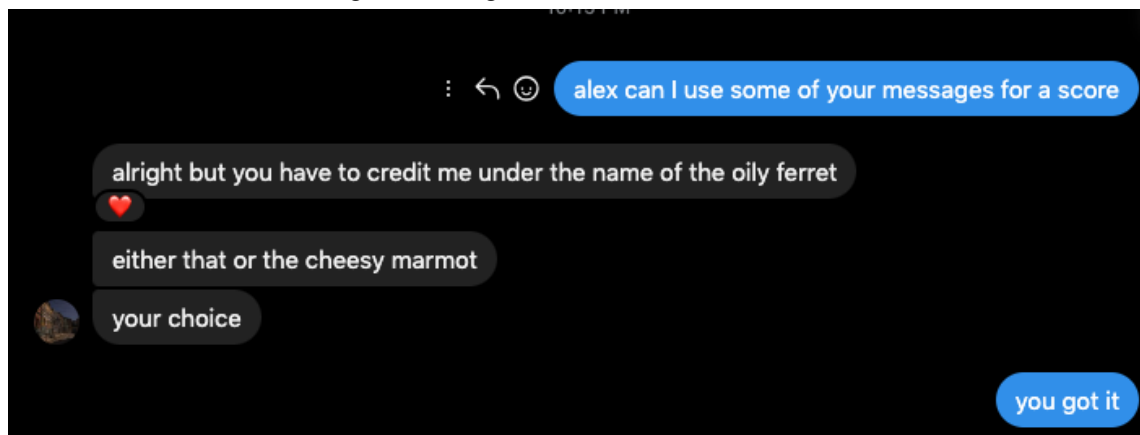 alex can I use some of your messages for a score
alright but you have to credit me under the name of the oily ferret
either that or the cheesy marmot
your choice
you got it